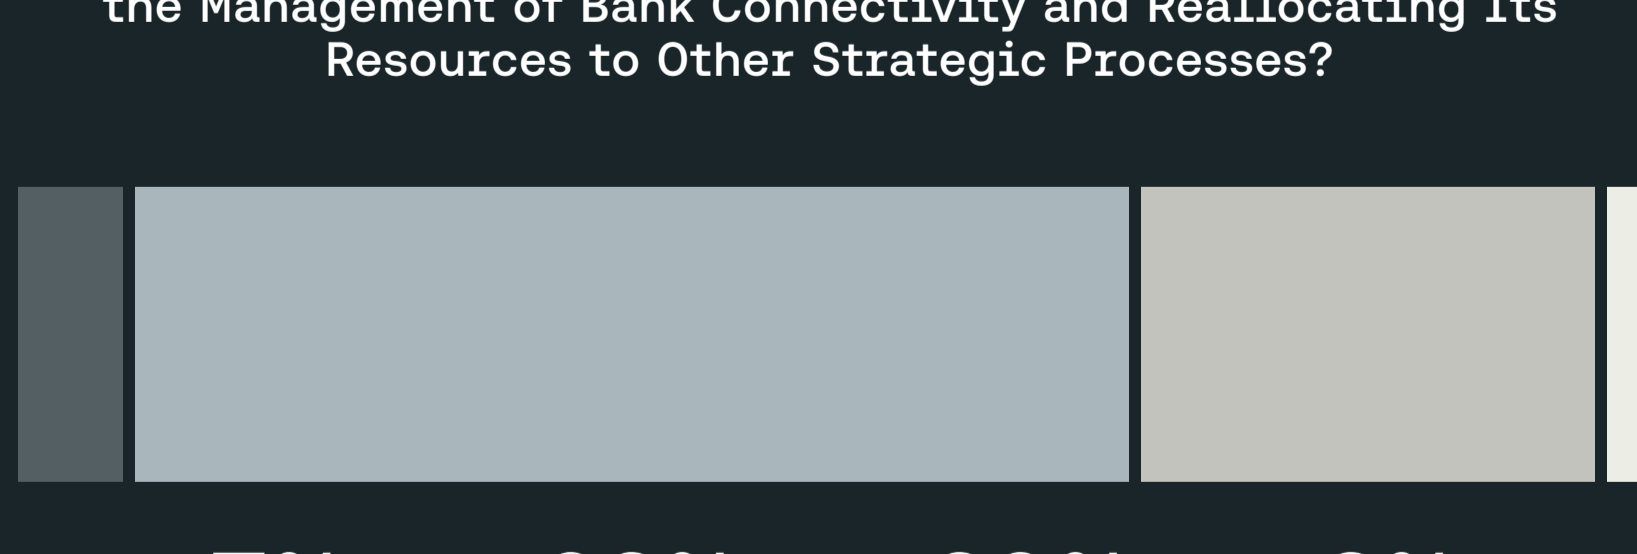 the Management of Bank Connectivity and Reallocating Its
Resources to Other Strategic Processes?